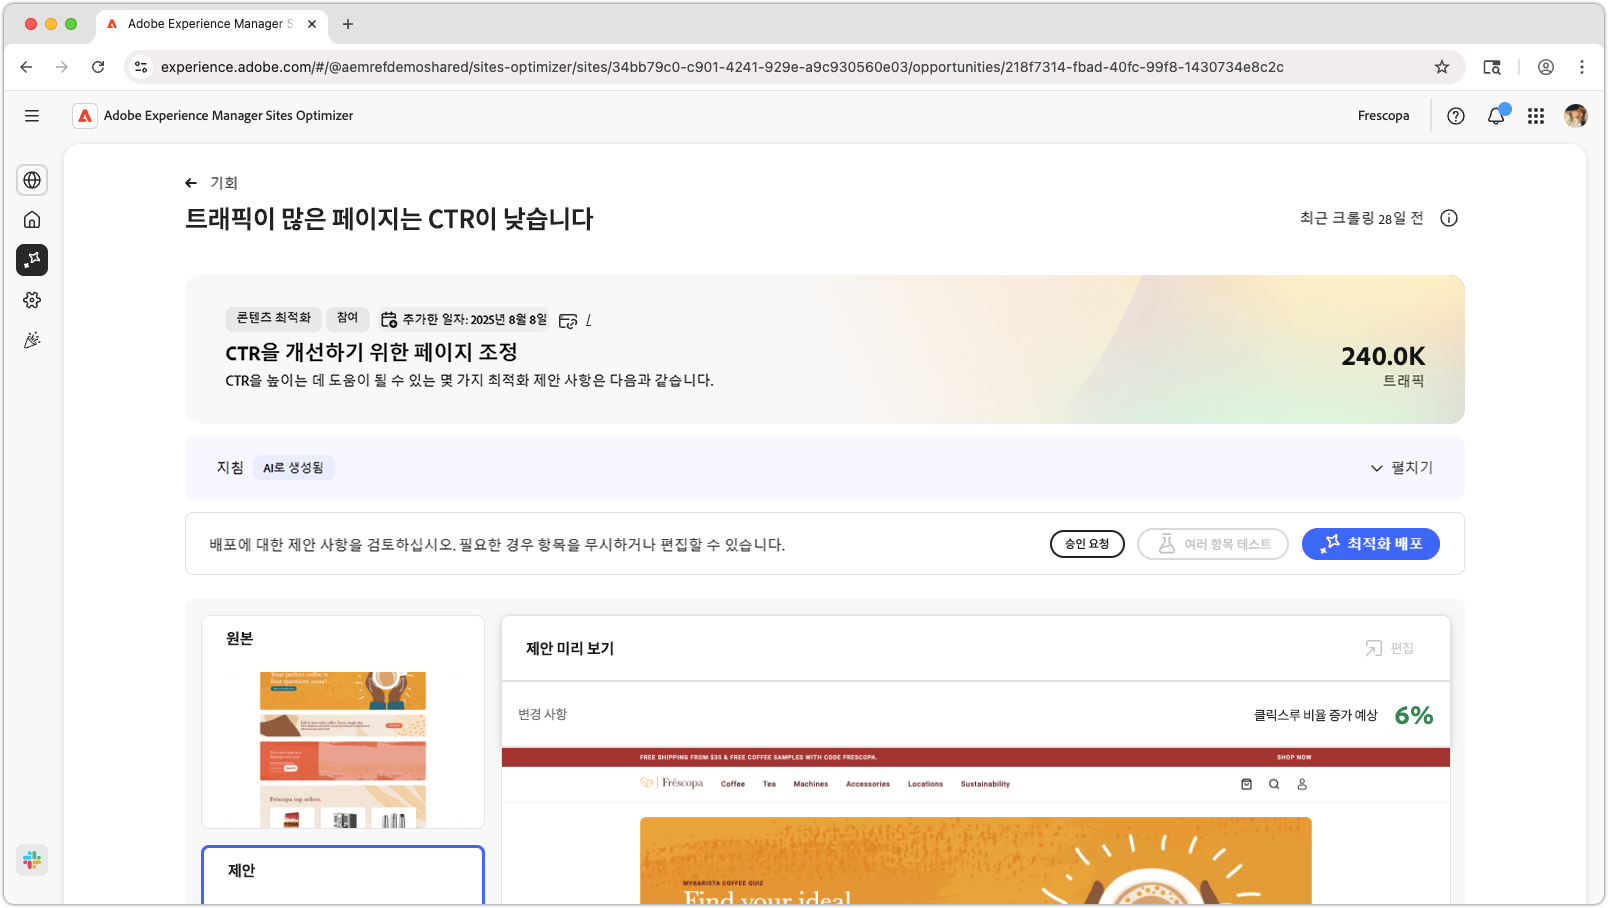 Adobe Experience Manager S
experience.adobe.com/#/@aemrefdemoshared/sites-optimizer/sites/34bb79c0-c901-4241-929e-a9c930560e03/opportunities/218f7314-fbad-40fc-99f8-1430734e8c2c
Adobe Experience Manager Sites Optimizer
Frescopa
기회
트래픽이 많은 페이지는 CTR이 낮습니다
최근 크롤링 28일 전
콘텐츠 최적화
참여
추가한 일자: 2025년 8월 8일
/
CTR을 개선하기 위한 페이지 조정
CTR을 높이는 데 도움이 될 수 있는 몇 가지 최적화 제안 사항은 다음과 같습니다.
240.0K
트래픽
지침
AI로 생성됨
펼치기
배포에 대한 제안 사항을 검토하십시오. 필요한 경우 항목을 무시하거나 편집할 수 있습니다.
승인 요청
여러 항목 테스트
최적화 배포
원본
Your perfect coffee is
four questions away!
Fréscopa top sellers.
제안
제안 미리 보기
편집
변경 사항
클릭스루 비율 증가 예상
6%
FREE SHIPPING FROM $35 & FREE COFFEE SAMPLES WITH CODE FRESCOPA.
SHOP NOW
Fréscopa
Coffee
Tea
Machines
Accessories
Locations
Sustainability
MYBARISTA COFFEE QUIZ
Find your ideal